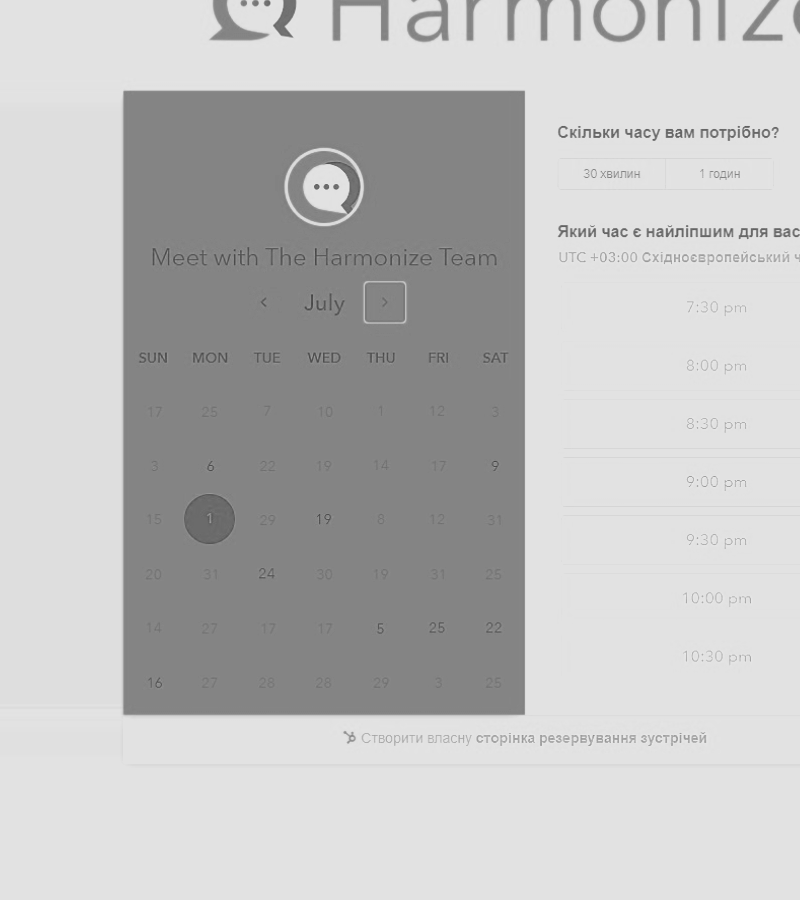 Harmonize
Meet with The Harmonize Team
July
SUN MON TUE WED THU FRI SAT
17 25 7 10 1 12 3
3 6 22 19 14 17 9
15 1 29 19 8 12 31
20 31 24 30 19 31 25
14 27 17 17 5 25 22
16 27 28 28 29 3 25
Скільки часу вам потрібно?
30 хвилин 1 годин
Який час є найліпшим для вас
UTC +03:00 Східноєвропейський ч
7:30 pm
8:00 pm
8:30 pm
9:00 pm
9:30 pm
10:00 pm
10:30 pm
Створити власну сторінка резервування зустрічей